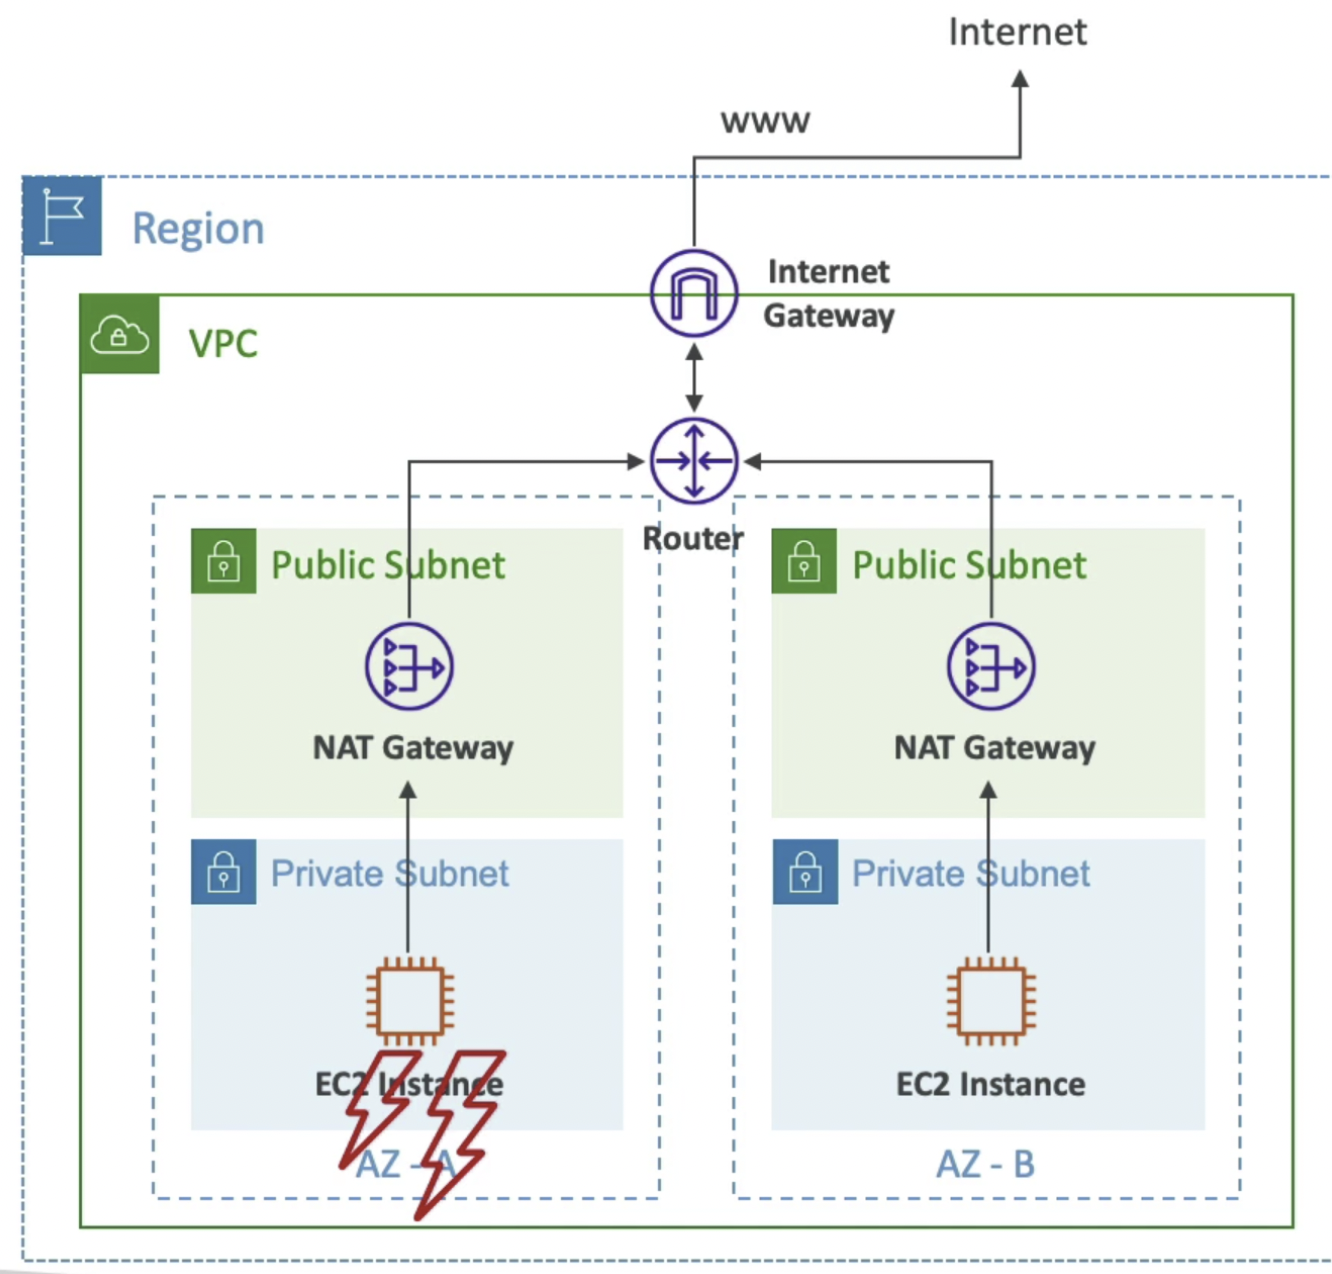 Internet
www
Region
Internet
Gateway
VPC
Router
Public Subnet
Public Subnet
NAT Gateway
NAT Gateway
Private Subnet
Private Subnet
EC2 Instance
EC2 Instance
AZ - A
AZ - B